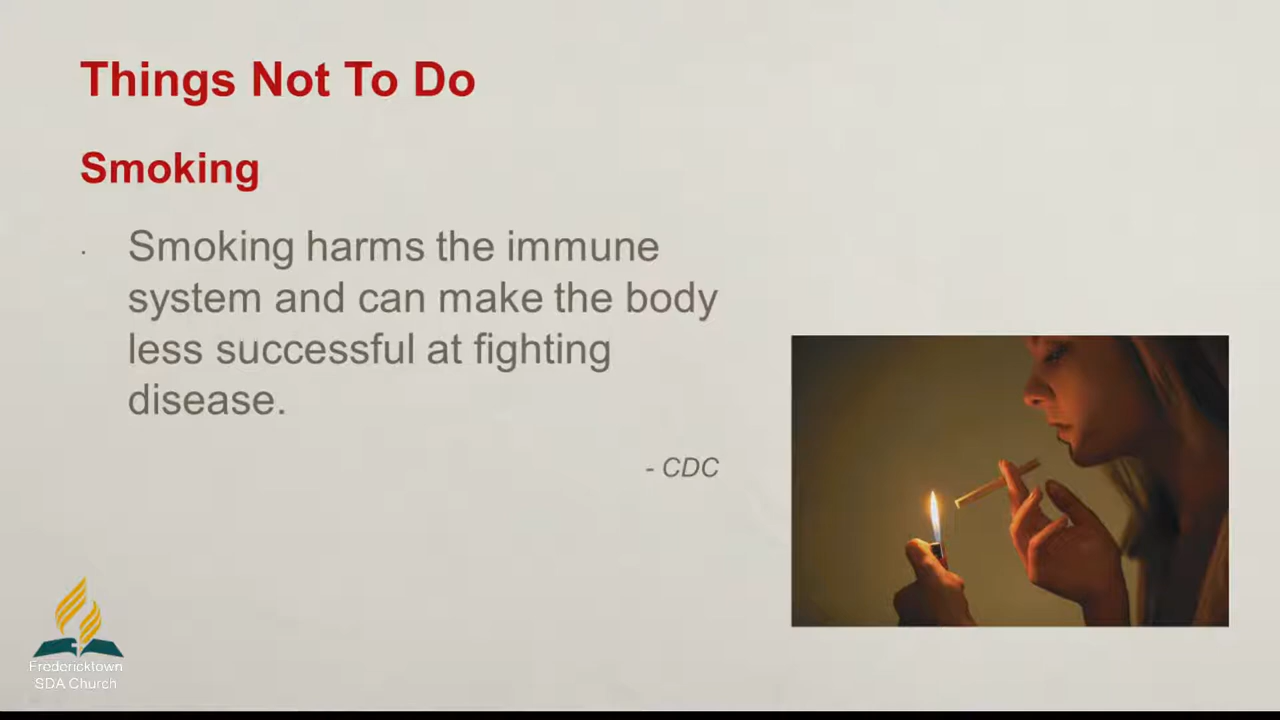 Things Not To Do
Smoking
· Smoking harms the immune
system and can make the body
less successful at fighting
disease.
- CDC
Fredericktown
SDA Church